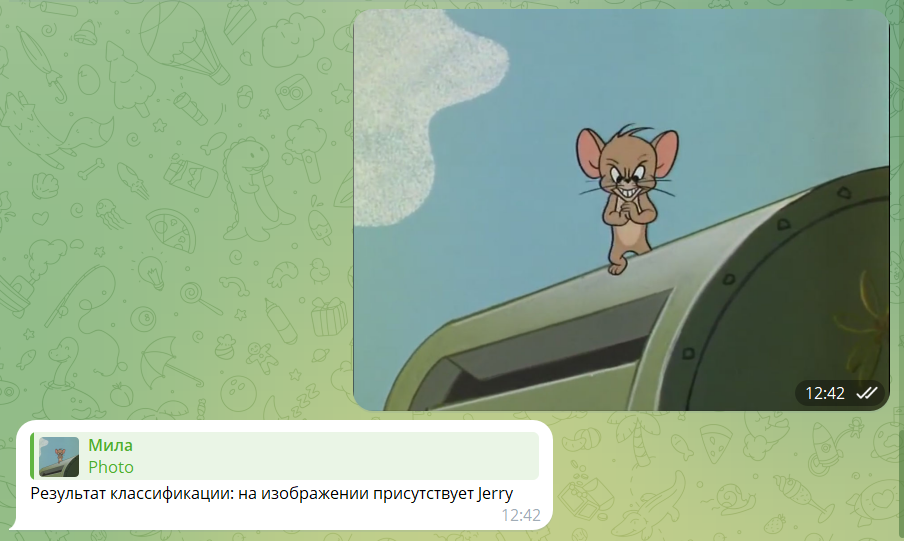 12:42
Мила
Photo
Результат классификации: на изображении присутствует Jerry
12:42